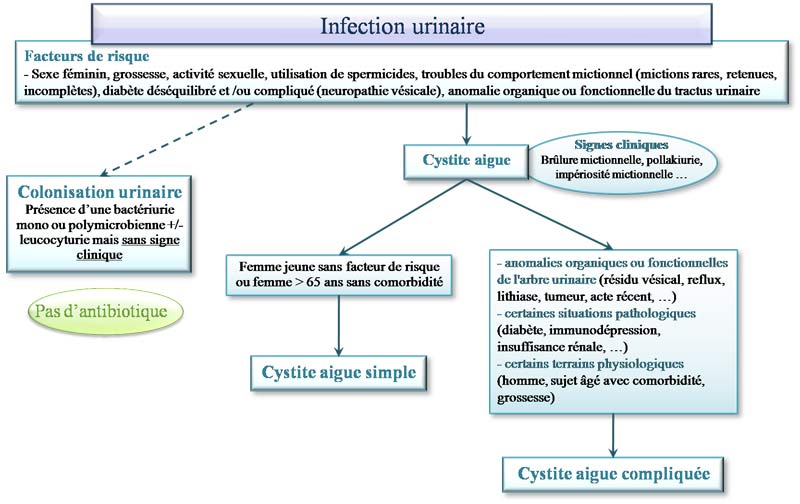 Infection urinaire
Facteurs de risque
- Sexe féminin, grossesse, activité sexuelle, utilisation de spermicides, troubles du comportement mictionnel (mictions rares, retenues,
incomplètes), diabète déséquilibré et /ou compliqué (neuropathie vésicale), anomalie organique ou fonctionnelle du tractus urinaire
Cystite aigue
Signes cliniques
Brûlure mictionnelle, pollakiurie,
impériosité mictionnelle ...
Colonisation urinaire
Présence d'une bactériurie
mono ou polymicrobienne +/-
leucocyturie mais sans signe
clinique
Pas d'antibiotique
Femme jeune sans facteur de risque
ou femme > 65 ans sans comorbidité
Cystite aigue simple
- anomalies organiques ou fonctionnelles
de l'arbre urinaire (résidu vésical, reflux,
lithiase, tumeur, acte récent, ...)
- certaines situations pathologiques
(diabète, immunodépression,
insuffisance rénale, ...)
- certains terrains physiologiques
(homme, sujet âgé avec comorbidité,
grossesse)
Cystite aigue compliquée